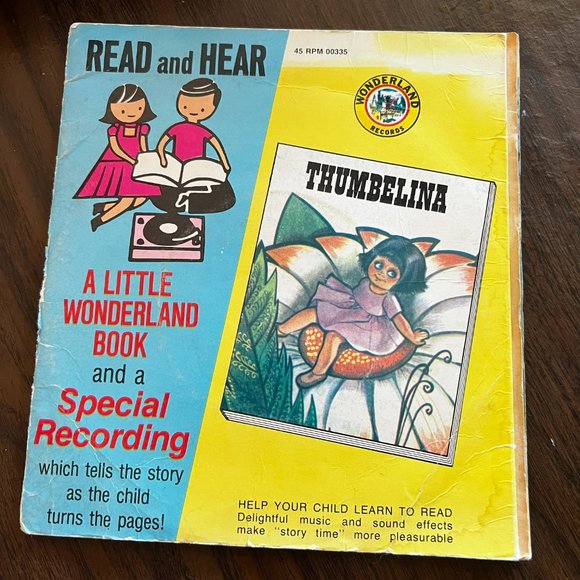 READ and HEAR
45 RPM 00335
WONDERLAND
RECORDS
THUMBELINA
A LITTLE
WONDERLAND
BOOK
and a
Special
Recording
which tells the story
as the child
turns the pages!
HELP YOUR CHILD LEARN TO READ
Delightful music and sound effects
make "story time" more pleasurable